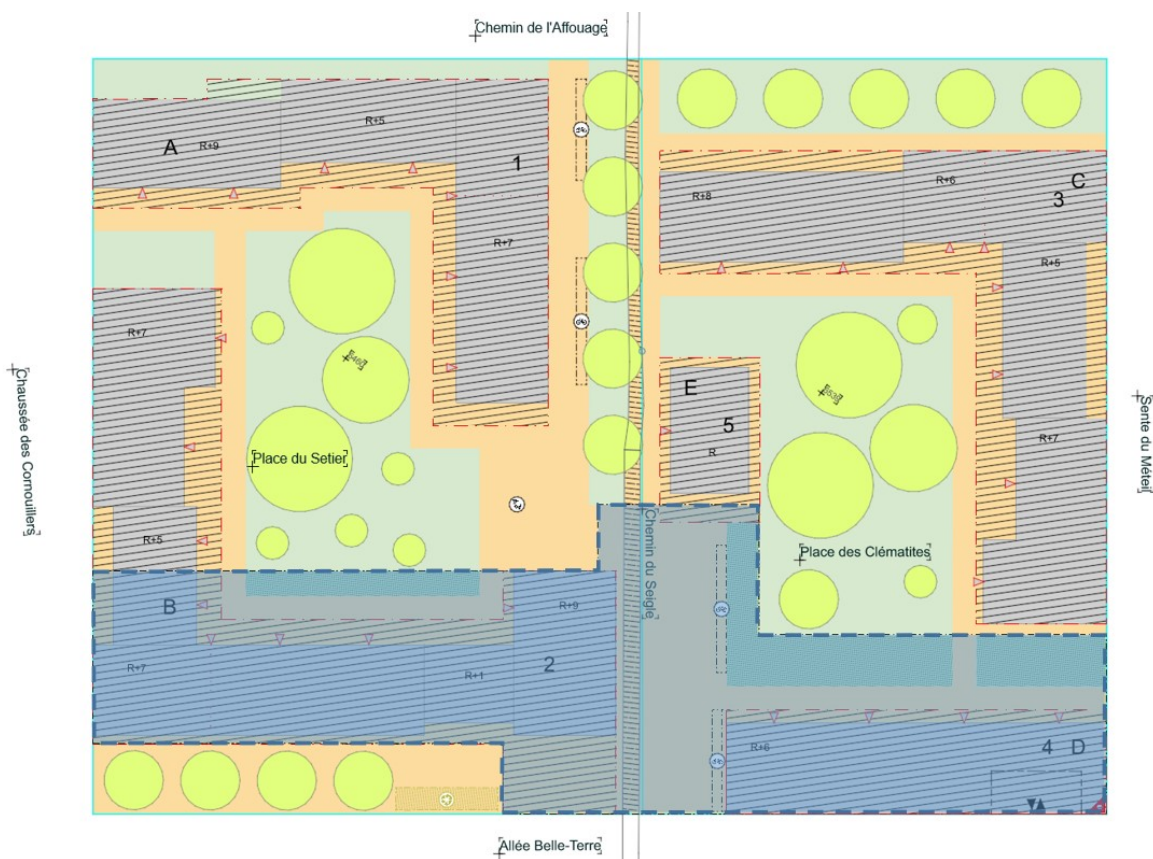 Chemin de l'Affouage
A
R+9
R+5
1
R+7
R+8
R+6
C
3
R+5
R+7
Chaussée des Cornouillers
E
5
R
Sente du Méteil
R+7
Place du Setier
R+5
Chemin du Seigle
Place des Clématites
B
R+9
R+7
R+1
2
R+6
4
D
Allée Belle-Terre